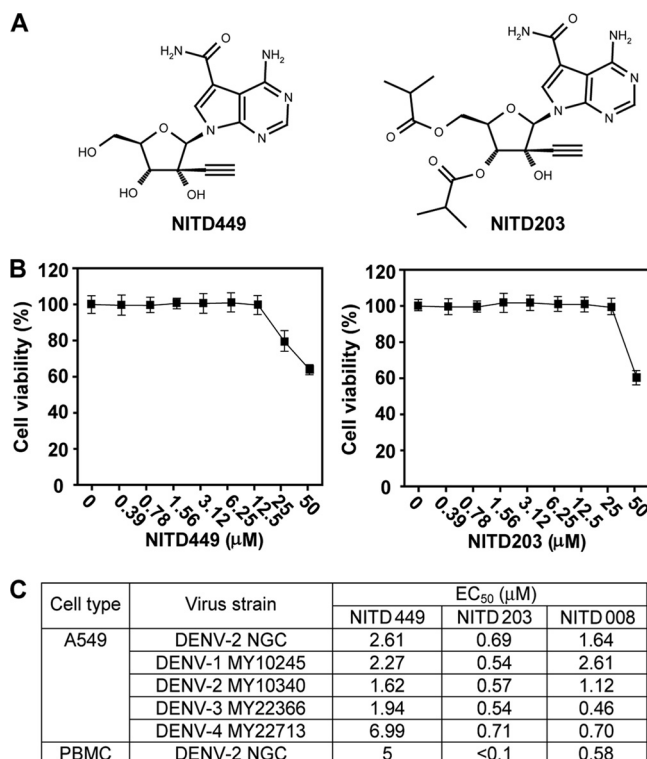 A
H₂N O NH₂ N N N O HO HO OH
NITD449
H₂N O NH₂ N N N O O O O O OH
NITD203
B
Cell viability (%)
120
100
80
60
40
20
0
0 0.39 0.78 1.56 3.12 6.25 12.5 25 50
NITD449 (μM)
Cell viability (%)
120
100
80
60
40
20
0
0 0.39 0.78 1.56 3.12 6.25 12.5 25 50
NITD203 (μM)
C
Cell type Virus strain EC₅₀ (μM)
NITD449 NITD203 NITD008
A549 DENV-2 NGC 2.61 0.69 1.64
DENV-1 MY10245 2.27 0.54 2.61
DENV-2 MY10340 1.62 0.57 1.12
DENV-3 MY22366 1.94 0.54 0.46
DENV-4 MY22713 6.99 0.71 0.70
PBMC DENV-2 NGC 5 <0.1 0.58